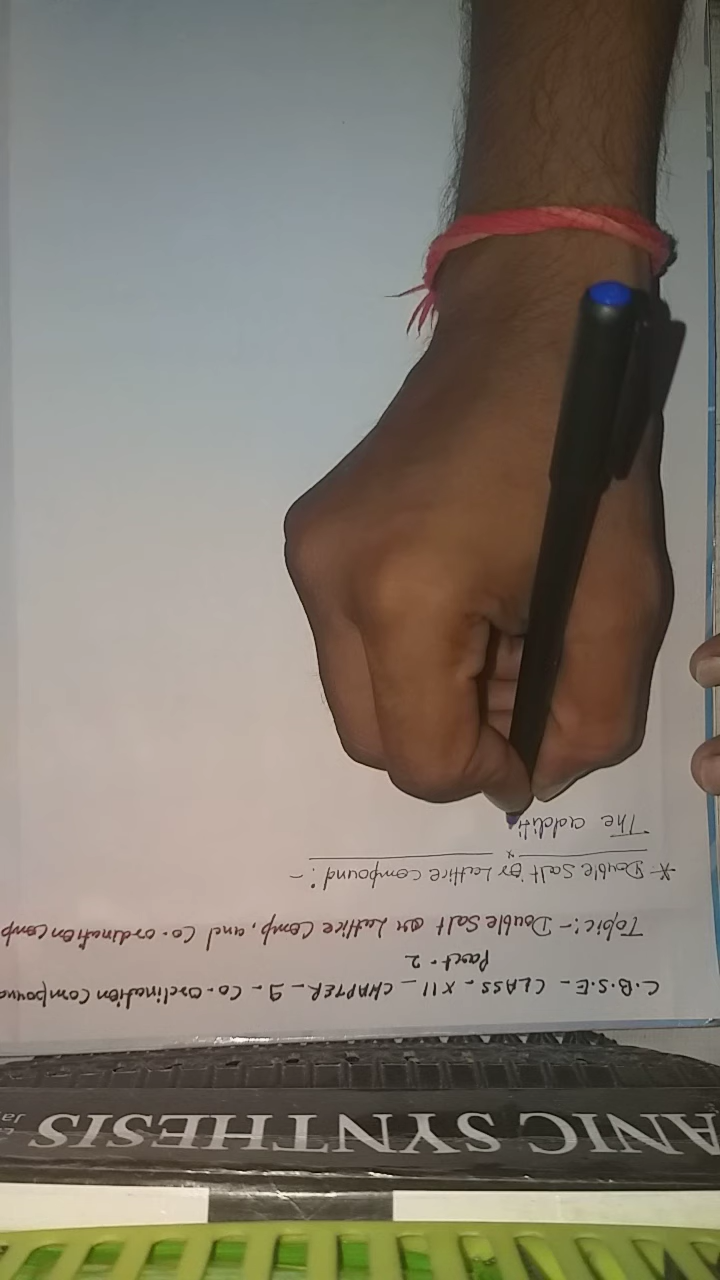 C.B.S.E - CLASS - XII - CHAPTER - 9 - Co-ordination Compound
Part-2
Topic:- Double Salt or Lattice Comp, and Co-ordination Comp
* Double Salt or Lattice Compound:-
The additi
ANIC SYNTHESIS